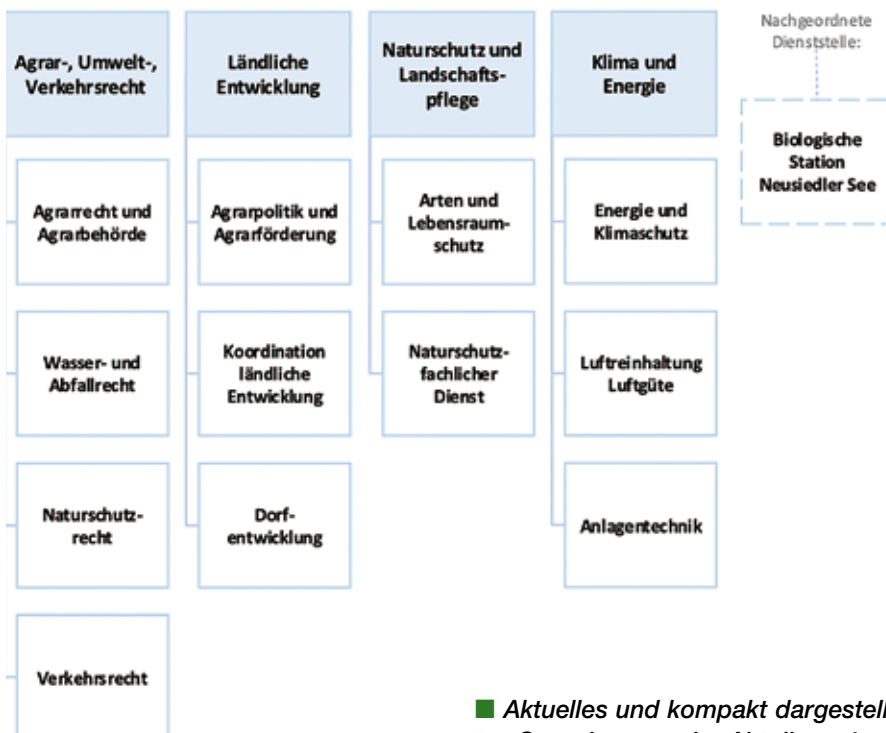 Agrar-, Umwelt-,
Verkehrsrecht
Agrarrecht und
Agrarbehörde
Wasser- und
Abfallrecht
Naturschutz-
recht
Verkehrsrecht
Ländliche
Entwicklung
Agrarpolitik und
Agrarförderung
Koordination
ländliche
Entwicklung
Dorf-
entwicklung
Naturschutz und
Landschafts-
pflege
Arten und
Lebensraum-
schutz
Naturschutz-
fachlicher
Dienst
Klima und
Energie
Energie und
Klimaschutz
Luftreinhaltung
Luftgüte
Anlagentechnik
Nachgeordnete
Dienststelle:
Biologische
Station
Neusiedler See
Aktuelles und kompakt